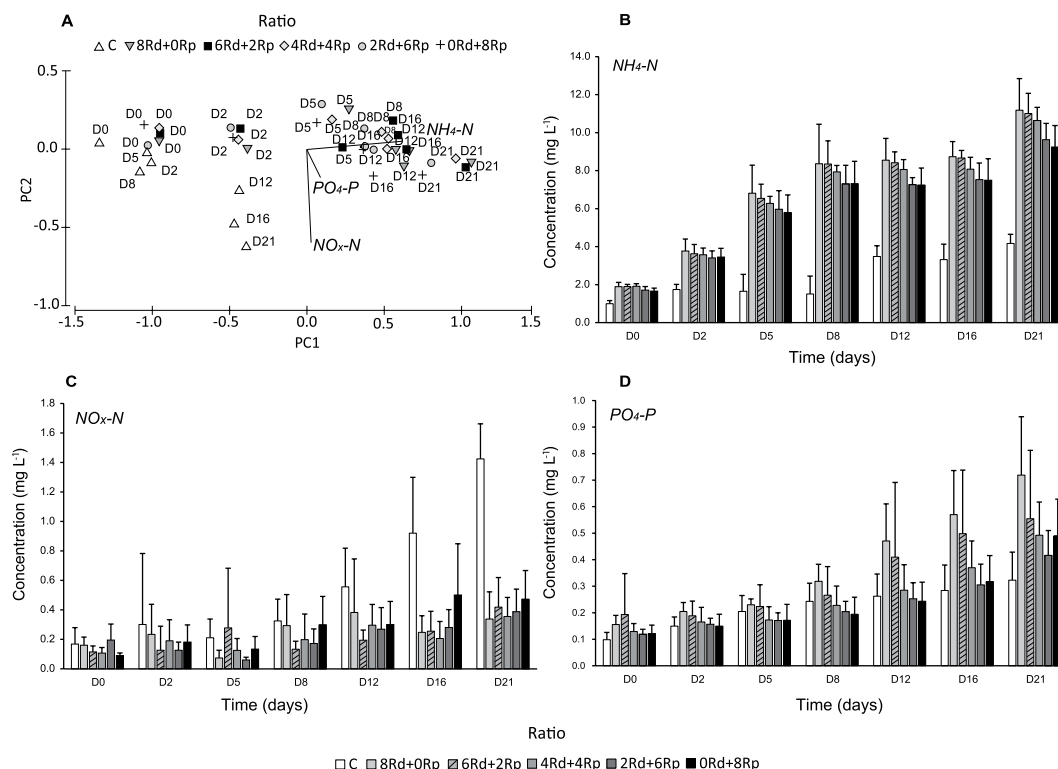 A
Ratio
C 8Rd+0Rp 6Rd+2Rp 4Rd+4Rp 2Rd+6Rp 0Rd+8Rp
0.5
0.0
-0.5
-1.0
PC2
-1.5 -1.0 -0.5 0.0 0.5 1.0 1.5
PC1
D0 D0 D0 D0 D0 D5 D8 D2
D2 D2 D2 D2 D12 D16 D21
D5 D5 D5 D5 D8 D8 D8 D8 D8 D16
D12 D12 D12 D12 D12 D16 D16 D16 D16
D21 D21 D21 D21
NH4-N
PO4-P
NOx-N
B
NH4-N
Concentration (mg L-1)
14.0
12.0
10.0
8.0
6.0
4.0
2.0
0.0
D0 D2 D5 D8 D12 D16 D21
Time (days)
C
NOx-N
Concentration (mg L-1)
1.8
1.6
1.4
1.2
1.0
0.8
0.6
0.4
0.2
0.0
D0 D2 D5 D8 D12 D16 D21
Time (days)
D
PO4-P
Concentration (mg L-1)
1.0
0.9
0.8
0.7
0.6
0.5
0.4
0.3
0.2
0.1
0.0
D0 D2 D5 D8 D12 D16 D21
Time (days)
Ratio
C 8Rd+0Rp 6Rd+2Rp 4Rd+4Rp 2Rd+6Rp 0Rd+8Rp